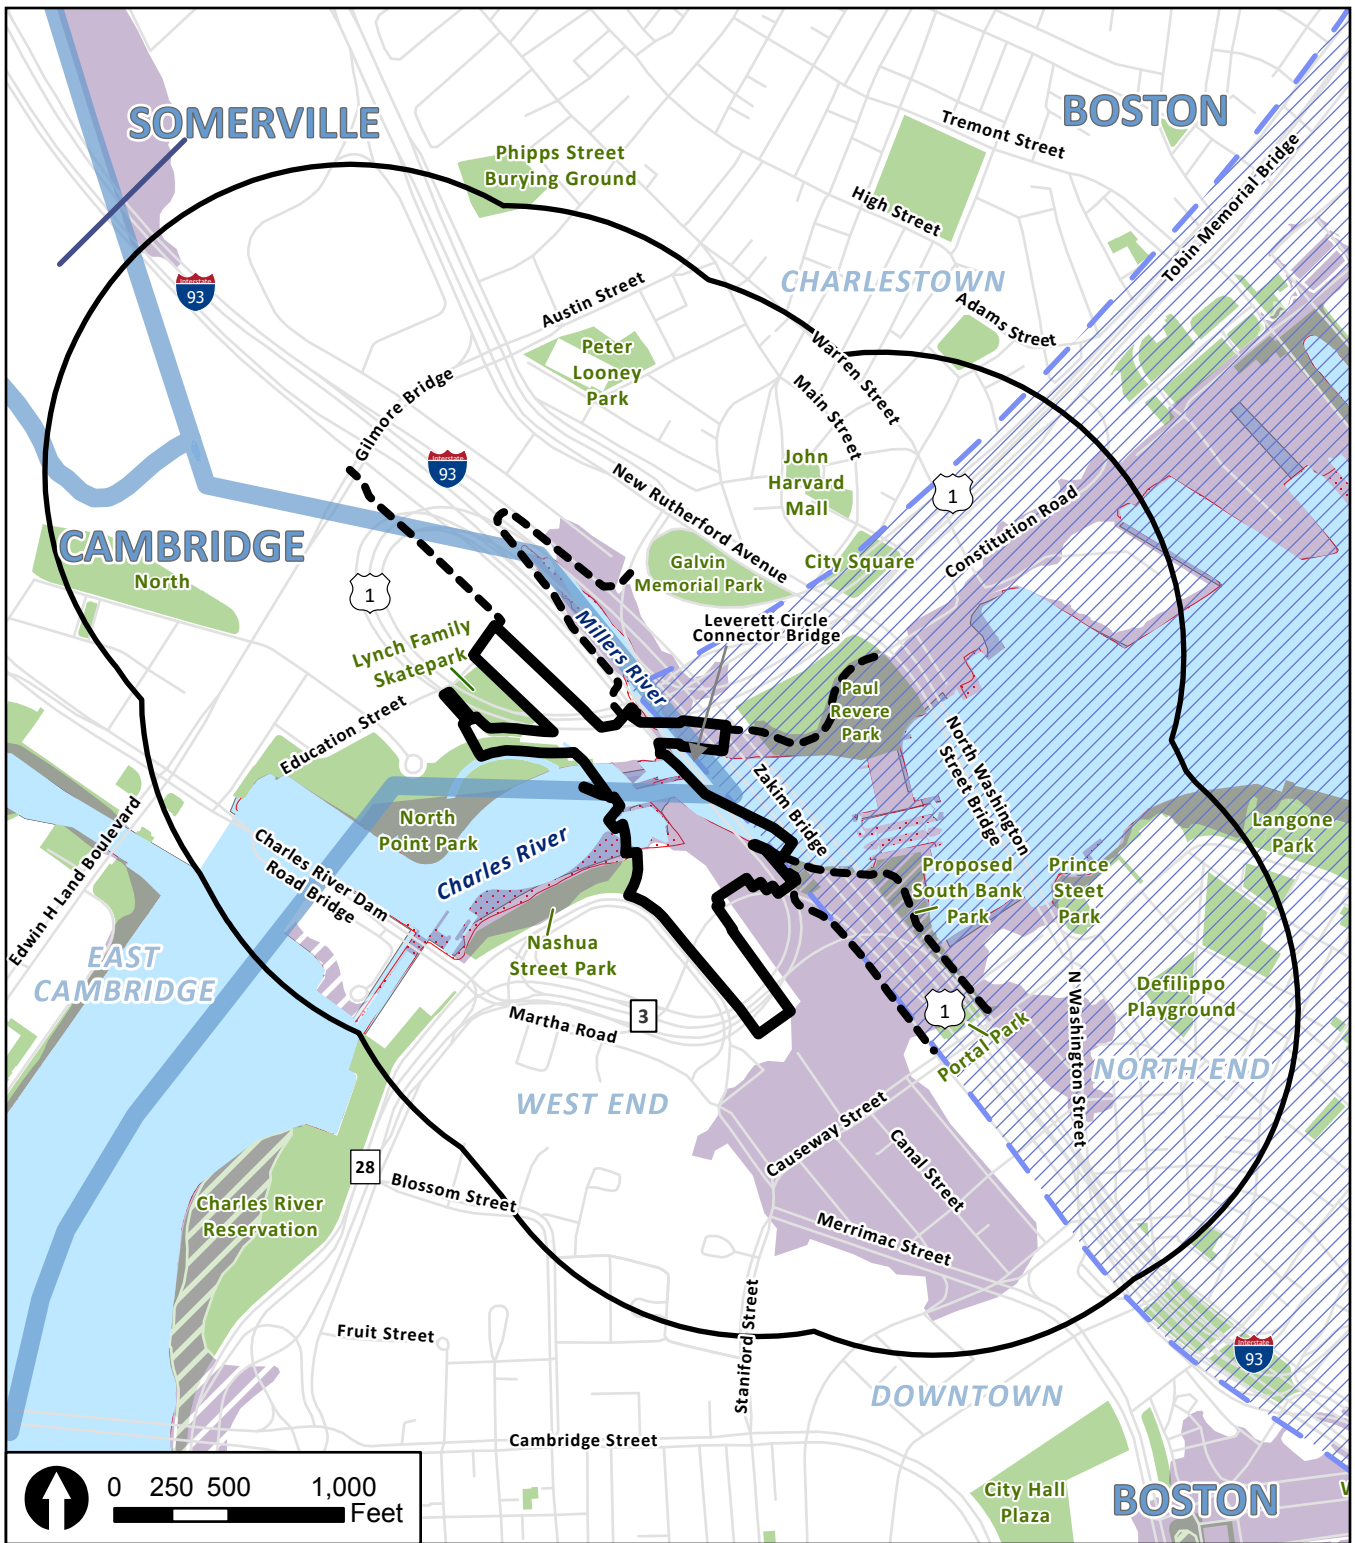 SOMERVILLE
BOSTON
Tremont Street
Phipps Street
Burying Ground
Tobin Memorial Bridge
High Street
CHARLESTOWN
Interstate
93
Austin Street
Adams Street
Peter
Looney
Park
Warren Street
Gilmore Bridge
Main Street
Interstate
93
John
Harvard
Mall
New Rutherford Avenue
1
Constitution Road
CAMBRIDGE
North
Galvin
Memorial Park
City Square
1
Millers River
Leverett Circle
Connector Bridge
Lynch Family
Skatepark
Paul
Revere
Park
Education Street
North Washington
Street Bridge
Zakim Bridge
North
Point Park
Langone
Park
Edwin H Land Boulevard
Charles River Dam
Road Bridge
Charles River
Proposed
South Bank
Park
Prince
Steet
Park
Nashua
Street Park
EAST
CAMBRIDGE
N Washington Street
Defilippo
Playground
Martha Road
3
1
Portal Park
NORTH END
WEST END
Causeway Street
Canal Street
28
Blossom Street
Charles River
Reservation
Merrimac Street
Fruit Street
Staniford Street
Interstate
93
DOWNTOWN
Cambridge Street
City Hall
Plaza
BOSTON
0 250 500 1,000
Feet